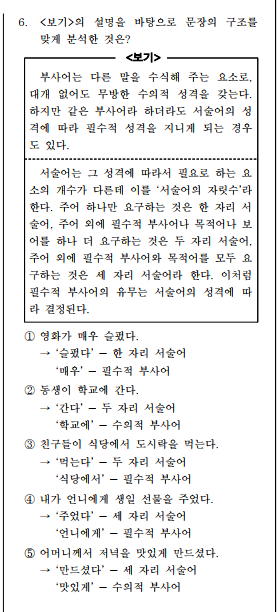 6. <보기>의 설명을 바탕으로 문장의 구조를
맞게 분석한 것은?
<보기>
부사어는 다른 말을 수식해 주는 요소로,
대개 없어도 무방한 수의적 성격을 갖는다.
하지만 같은 부사어라 하더라도 서술어의 성
격에 따라 필수적 성격을 지니게 되는 경우
도 있다.
서술어는 그 성격에 따라서 필요로 하는 요
소의 개수가 다른데 이를 ‘서술어의 자릿수’라
한다. 주어 하나만 요구하는 것은 한 자리 서
술어, 주어 외에 필수적 부사어나 목적어나 보
어를 하나 더 요구하는 것은 두 자리 서술어,
주어 외에 필수적 부사어와 목적어를 모두 요
구하는 것은 세 자리 서술어라 한다. 이처럼
필수적 부사어의 유무는 서술어의 성격에 따
라 결정된다.
① 영화가 매우 슬펐다.
→ ‘슬펐다’ – 한 자리 서술어
‘매우’ – 필수적 부사어
② 동생이 학교에 간다.
→ ‘간다’ – 두 자리 서술어
‘학교에’ – 수의적 부사어
③ 친구들이 식당에서 도시락을 먹는다.
→ ‘먹는다’ – 두 자리 서술어
‘식당에서’ – 필수적 부사어
④ 내가 언니에게 생일 선물을 주었다.
→ ‘주었다’ – 세 자리 서술어
‘언니에게’ – 필수적 부사어
⑤ 어머니께서 저녁을 맛있게 만드셨다.
→ ‘만드셨다’ – 세 자리 서술어
‘맛있게’ – 수의적 부사어